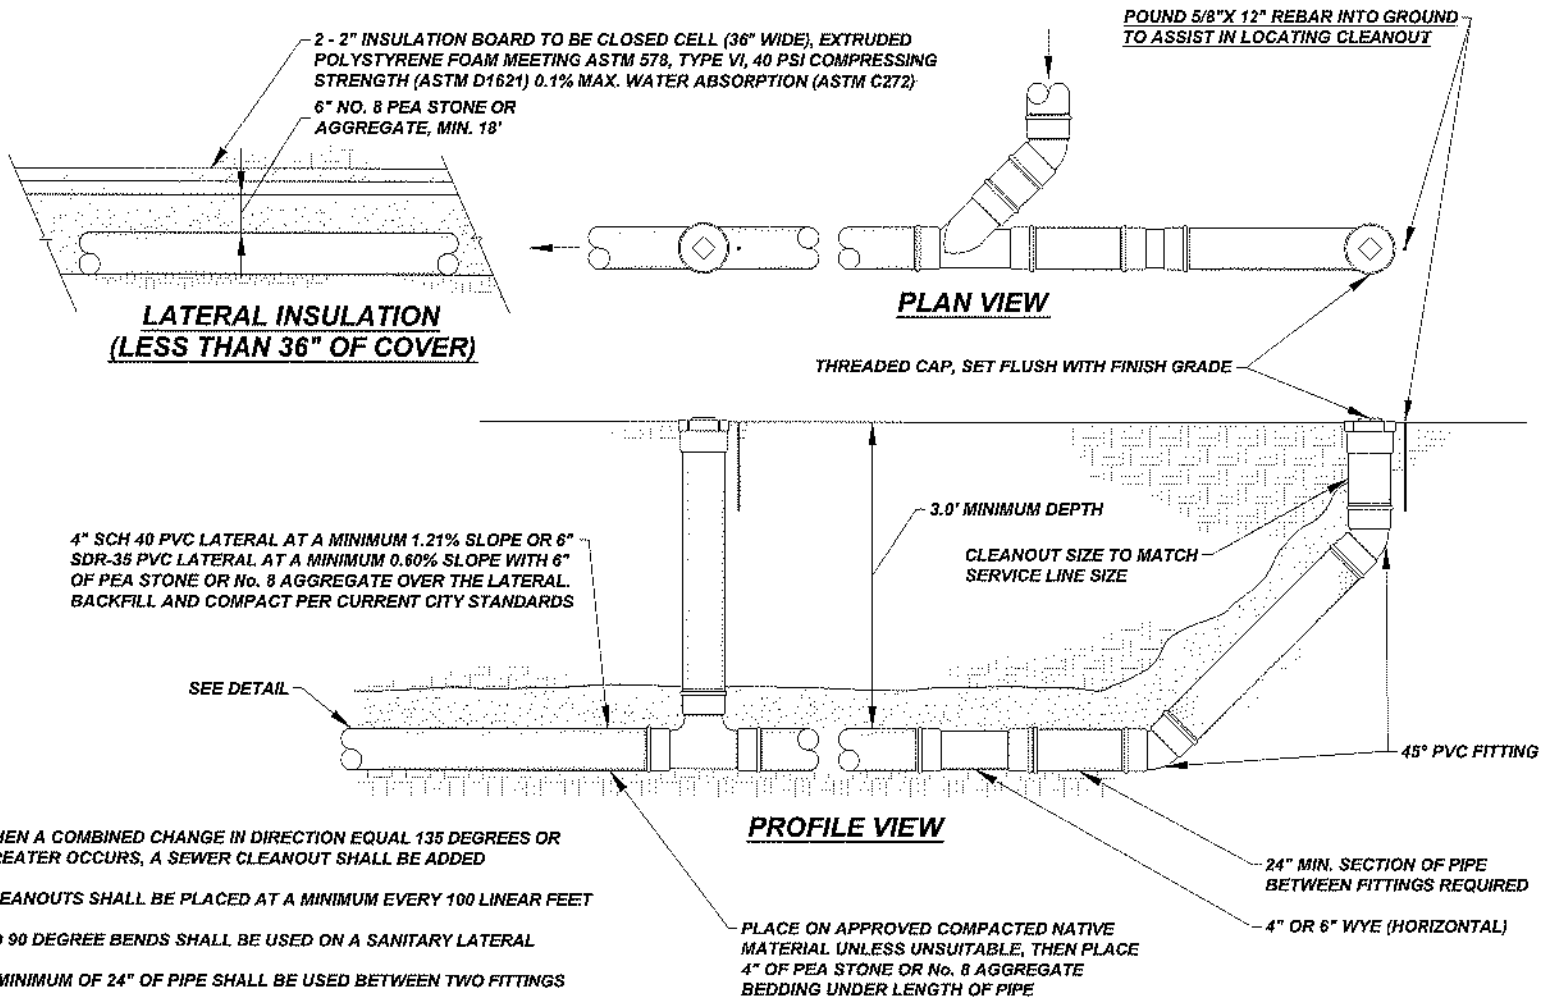 POUND 5/8"X 12" REBAR INTO GROUND
TO ASSIST IN LOCATING CLEANOUT
2 - 2" INSULATION BOARD TO BE CLOSED CELL (36" WIDE), EXTRUDED
POLYSTYRENE FOAM MEETING ASTM 578, TYPE VI, 40 PSI COMPRESSING
STRENGTH (ASTM D1621) 0.1% MAX. WATER ABSORPTION (ASTM C272)
6" NO. 8 PEA STONE OR
AGGREGATE, MIN. 18'
LATERAL INSULATION
(LESS THAN 36" OF COVER)
PLAN VIEW
THREADED CAP, SET FLUSH WITH FINISH GRADE
3.0' MINIMUM DEPTH
CLEANOUT SIZE TO MATCH
SERVICE LINE SIZE
4" SCH 40 PVC LATERAL AT A MINIMUM 1.21% SLOPE OR 6"
SDR-35 PVC LATERAL AT A MINIMUM 0.60% SLOPE WITH 6"
OF PEA STONE OR No. 8 AGGREGATE OVER THE LATERAL.
BACKFILL AND COMPACT PER CURRENT CITY STANDARDS
SEE DETAIL
45° PVC FITTING
PROFILE VIEW
HEN A COMBINED CHANGE IN DIRECTION EQUAL 135 DEGREES OR
REATER OCCURS, A SEWER CLEANOUT SHALL BE ADDED
LEANOUTS SHALL BE PLACED AT A MINIMUM EVERY 100 LINEAR FEET
O 90 DEGREE BENDS SHALL BE USED ON A SANITARY LATERAL
MINIMUM OF 24" OF PIPE SHALL BE USED BETWEEN TWO FITTINGS
PLACE ON APPROVED COMPACTED NATIVE
MATERIAL UNLESS UNSUITABLE, THEN PLACE
4" OF PEA STONE OR No. 8 AGGREGATE
BEDDING UNDER LENGTH OF PIPE
24" MIN. SECTION OF PIPE
BETWEEN FITTINGS REQUIRED
4" OR 6" WYE (HORIZONTAL)